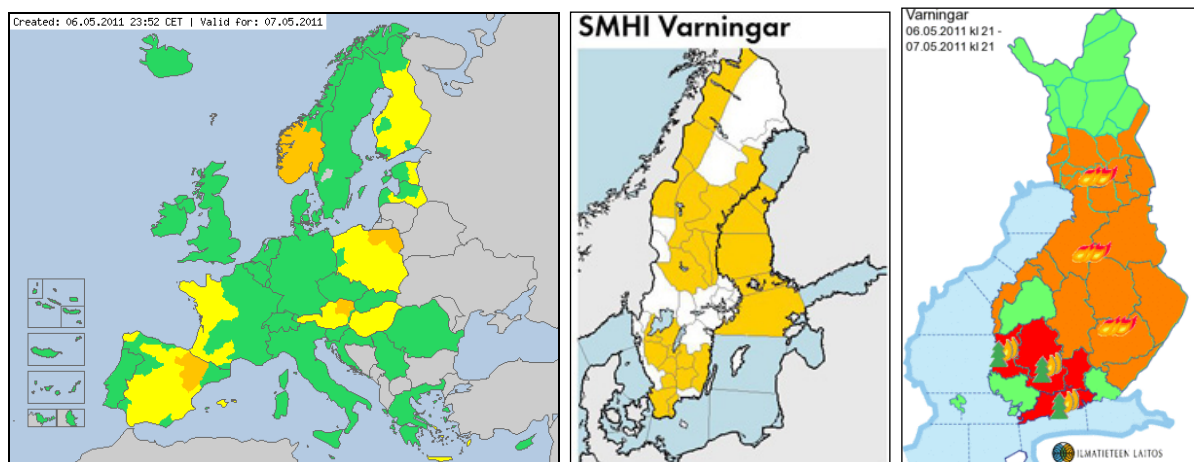 Created: 06.05.2011 23:52 CET | Valid for: 07.05.2011
SMHI Varningar
Varningar
06.05.2011 kl 21 -
07.05.2011 kl 21
ILMATIETEEN LAITOS